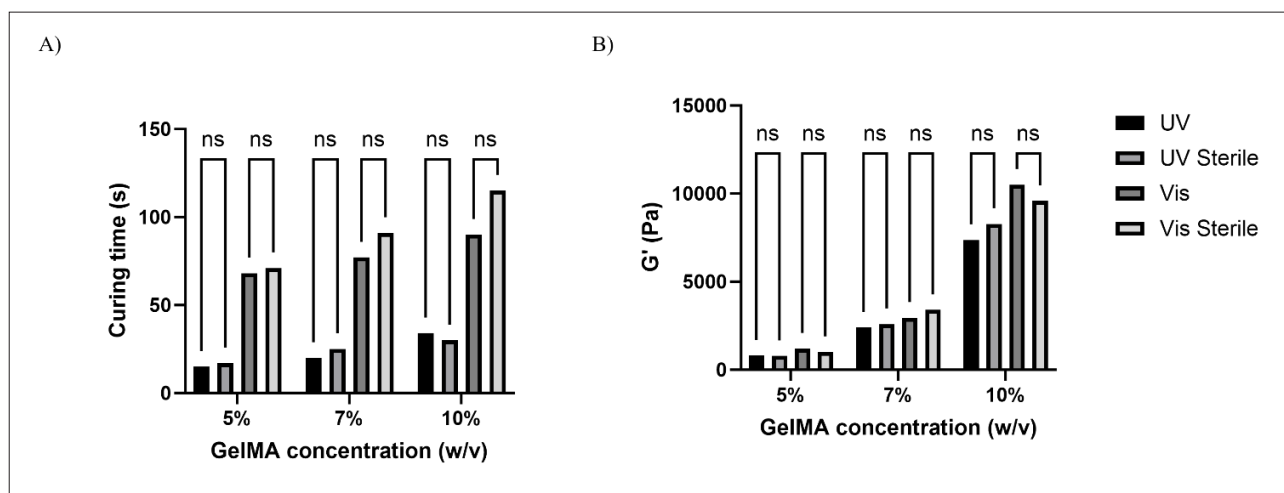 A)
B)
150
100
50
0
Curing time (s)
ns ns ns ns ns ns
5% 7% 10%
GelMA concentration (w/v)
15000
10000
5000
0
G' (Pa)
ns ns ns ns ns ns
5% 7% 10%
GelMA concentration (w/v)
UV
UV Sterile
Vis
Vis Sterile